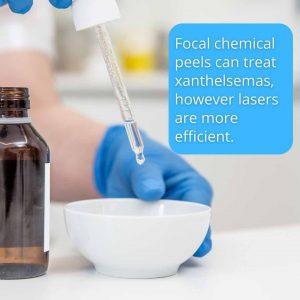 Focal chemical
peels can treat
xanthelsemas,
however lasers
are more
efficient.